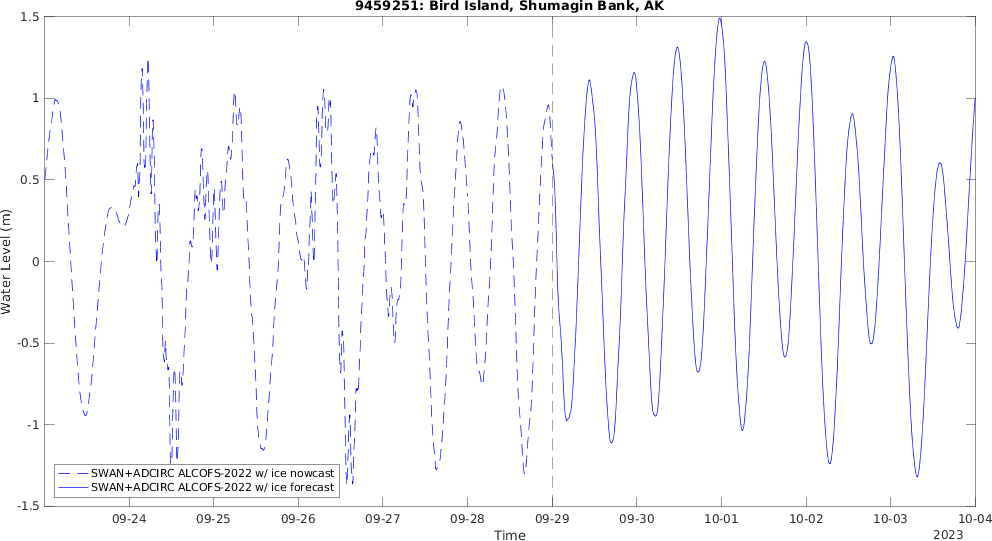 9459251: Bird Island, Shumagin Bank, AK
1.5
1
0.5
0
-0.5
-1
-1.5
Water Level (m)
SWAN+ADCIRC ALCOFS-2022 w/ ice nowcast
SWAN+ADCIRC ALCOFS-2022 w/ ice forecast
09-24 09-25 09-26 09-27 09-28 09-29 09-30 10-01 10-02 10-03 10-04
Time
2023